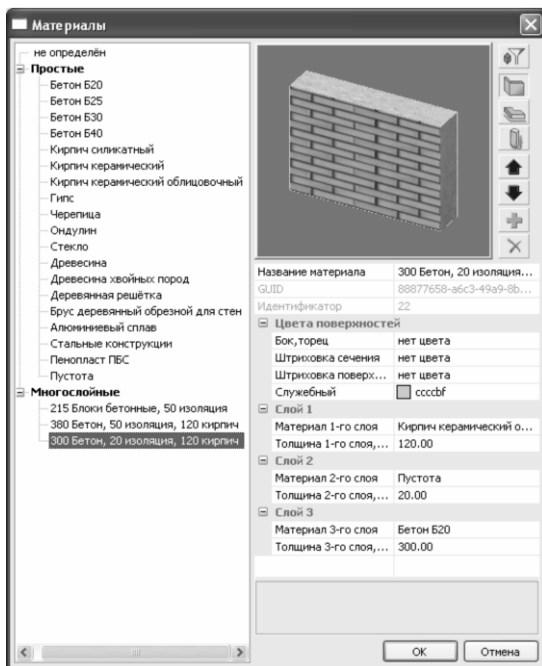 Материалы
не определён
Простые
Бетон Б20
Бетон Б25
Бетон Б30
Бетон Б40
Кирпич силикатный
Кирпич керамический
Кирпич керамический облицовочный
Гипс
Черепица
Ондулин
Стекло
Древесина
Древесина хвойных пород
Деревянная решётка
Брус деревянный обрезной для стен
Алюминиевый сплав
Стальные конструкции
Пенопласт ПБС
Пустота
Многослойные
215 Блоки бетонные, 50 изоляция
380 Бетон, 50 изоляция, 120 кирпич
300 Бетон, 20 изоляция, 120 кирпич
Название материала 300 Бетон, 20 изоляция...
GUID 88877658-a6c3-49a9-8b...
Идентификатор 22
Цвета поверхностей
Бок,торец нет цвета
Штриховка сечения нет цвета
Штриховка поверх... нет цвета
Служебный ccccbf
Слой 1
Материал 1-го слоя Кирпич керамический о...
Толщина 1-го слоя,... 120.00
Слой 2
Материал 2-го слоя Пустота
Толщина 2-го слоя,... 20.00
Слой 3
Материал 3-го слоя Бетон Б20
Толщина 3-го слоя,... 300.00
ОК Отмена